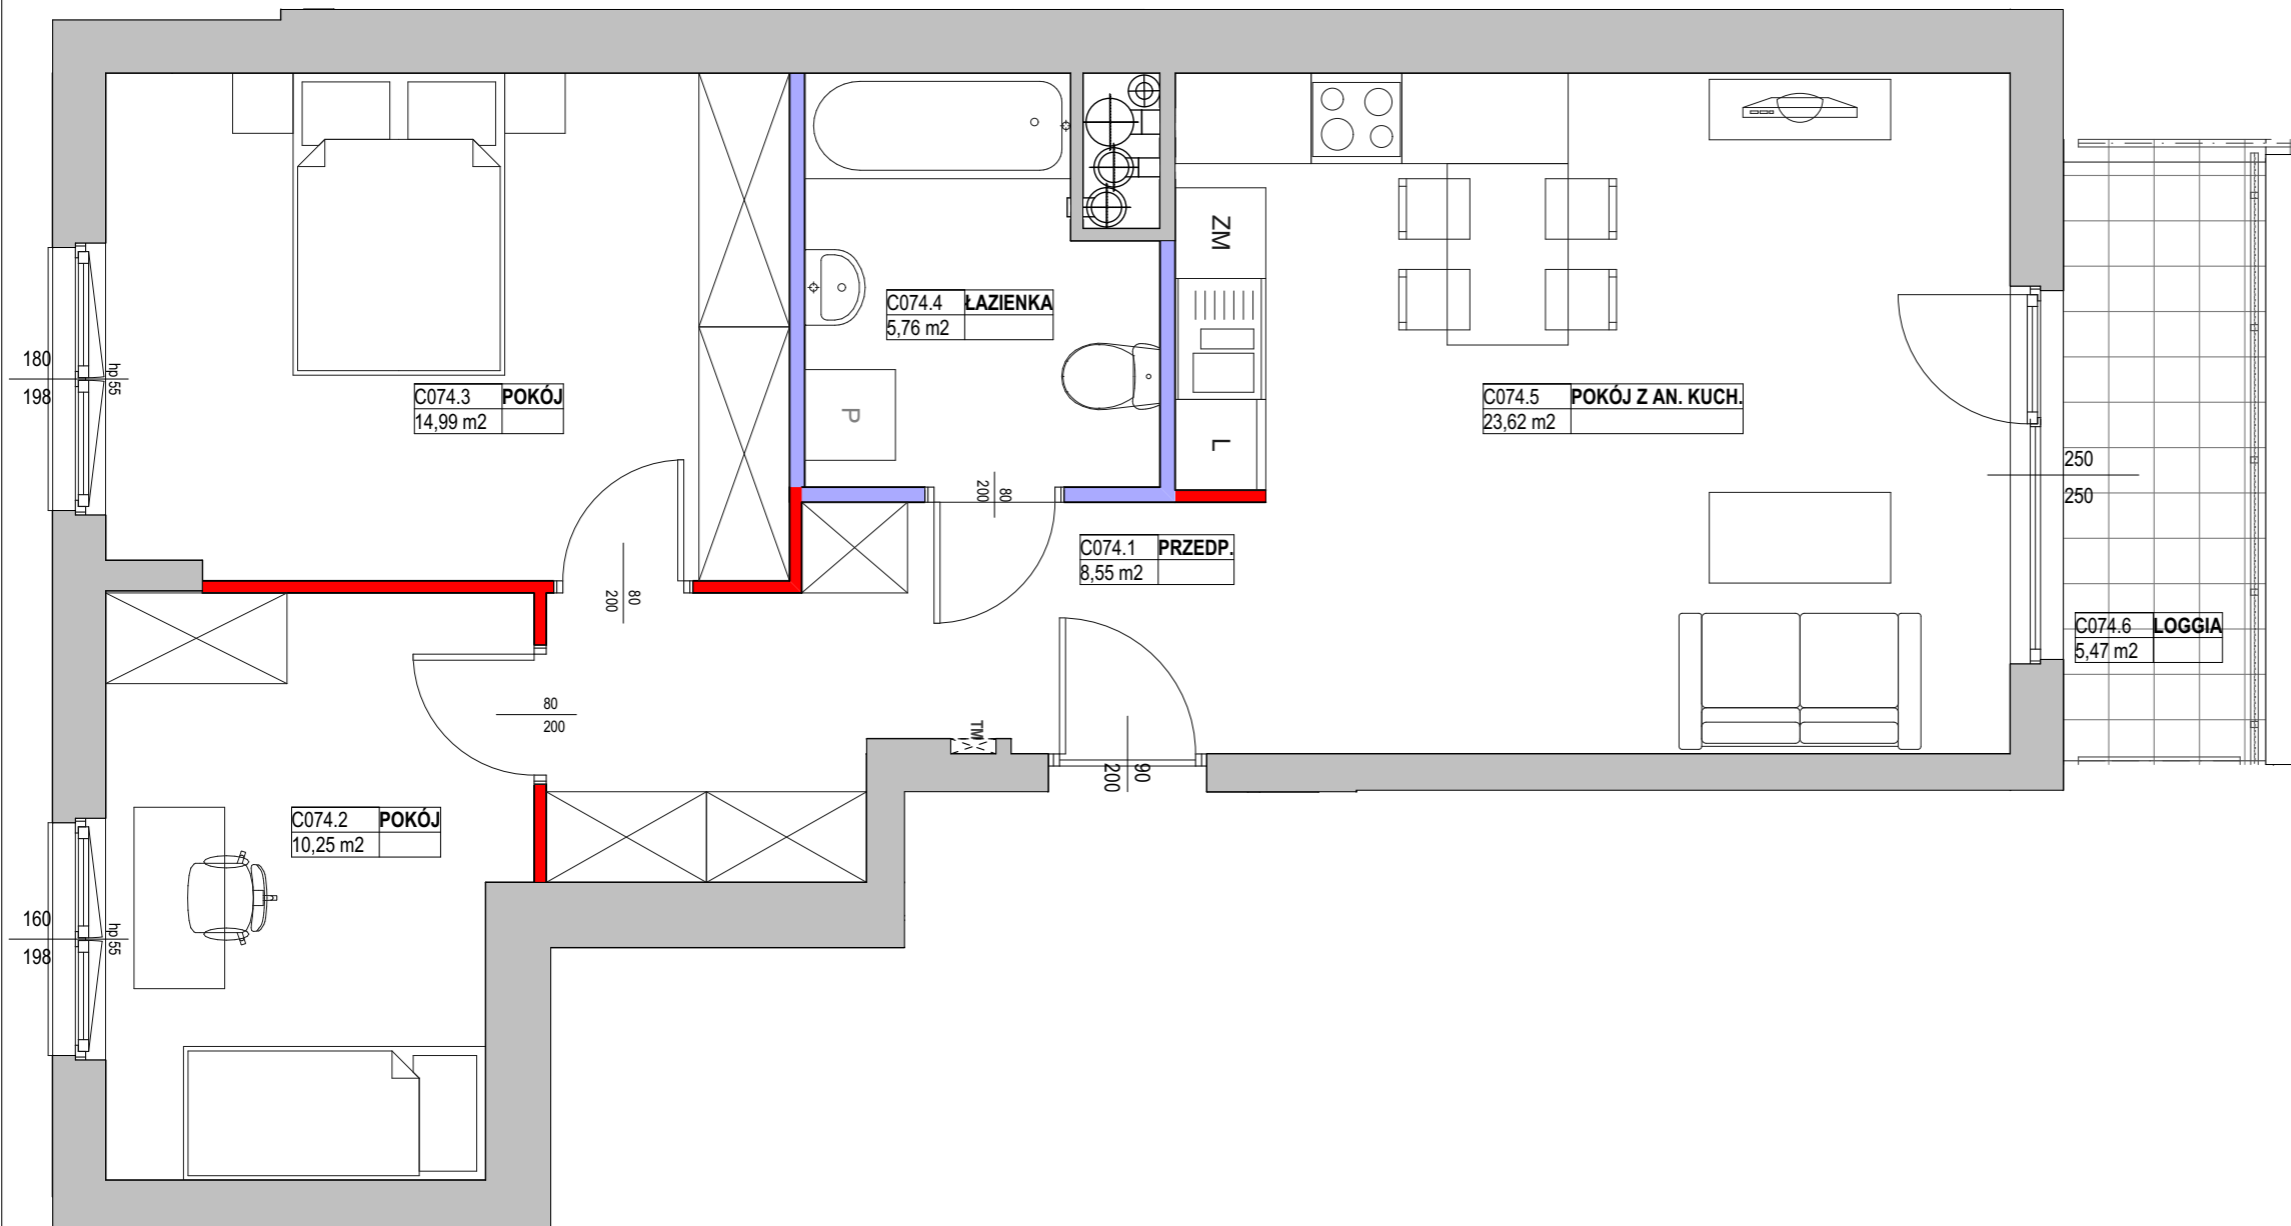 C074.4 ŁAZIENKA
5,76 m2
ZM
180
198
hp 55
C074.3 POKÓJ
14,99 m2
P
L
C074.5 POKÓJ Z AN. KUCH.
23,62 m2
250
250
80
200
C074.1 PRZEDP.
8,55 m2
80
200
C074.6 LOGGIA
5,47 m2
80
200
TM
90
200
C074.2 POKÓJ
10,25 m2
160
198
hp 55